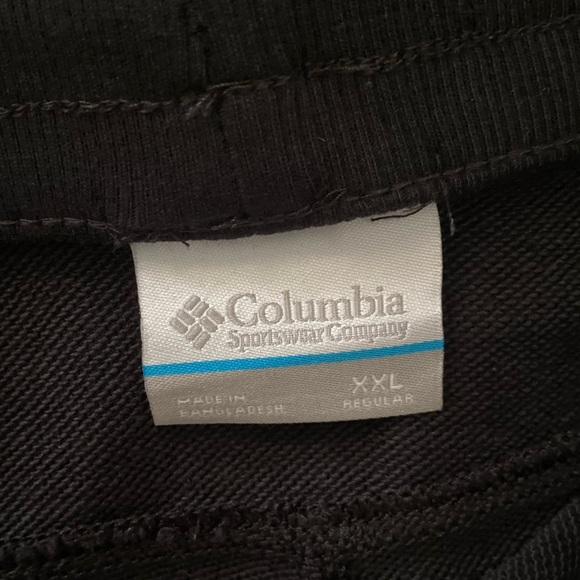 Columbia
Sportswear Company
XXL
MADE IN
REGULAR
BANGLADESH